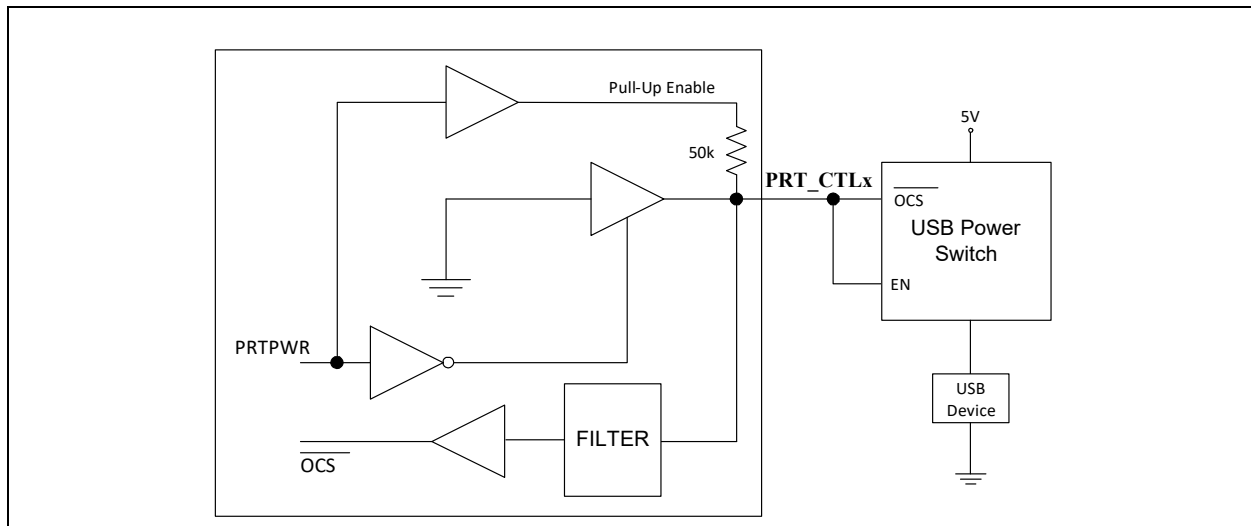 Pull-Up Enable
5V
50k
PRT_CTLx
OCS
USB Power
Switch
EN
PRTPWR
USB
Device
FILTER
OCS